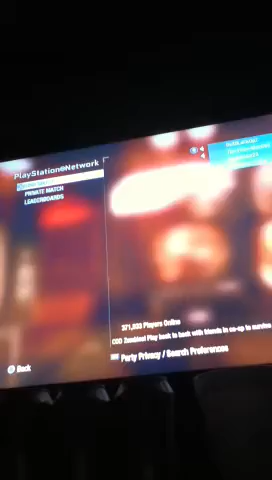 PlayStation®Network
PRIVATE MATCH
LEADERBOARDS
371,933 Players Online
COD Zombies! Play back to back with friends in co-op to survive
Party Privacy / Search Preferences
Back